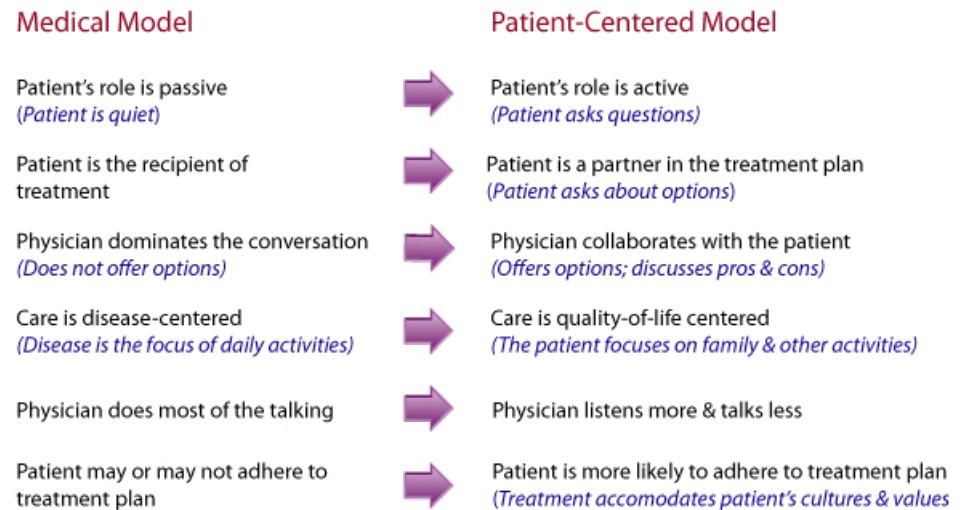 Medical Model
Patient-Centered Model
Patient's role is passive
(Patient is quiet)
Patient's role is active
(Patient asks questions)
Patient is the recipient of
treatment
Patient is a partner in the treatment plan
(Patient asks about options)
Physician dominates the conversation
(Does not offer options)
Physician collaborates with the patient
(Offers options; discusses pros & cons)
Care is disease-centered
(Disease is the focus of daily activities)
Care is quality-of-life centered
(The patient focuses on family & other activities)
Physician does most of the talking
Physician listens more & talks less
Patient may or may not adhere to
treatment plan
Patient is more likely to adhere to treatment plan
(Treatment accomodates patient's cultures & values